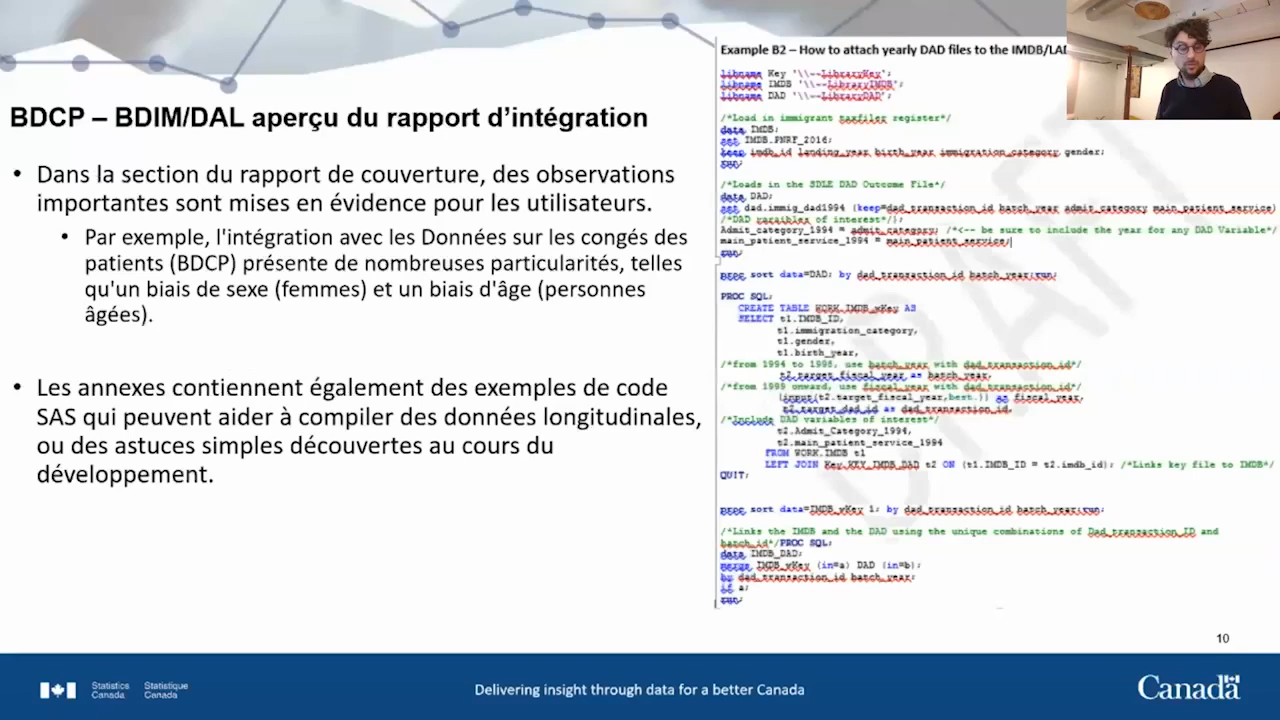 BDCP – BDIM/DAL aperçu du rapport d'intégration
• Dans la section du rapport de couverture, des observations
importantes sont mises en évidence pour les utilisateurs.
• Par exemple, l'intégration avec les Données sur les congés des
patients (BDCP) présente de nombreuses particularités, telles
qu'un biais de sexe (femmes) et un biais d'âge (personnes
âgées).
• Les annexes contiennent également des exemples de code
SAS qui peuvent aider à compiler des données longitudinales,
ou des astuces simples découvertes au cours du
développement.
Example B2 – How to attach yearly DAD files to the IMDB/LAD
libname Key '\\--LibraryKey';
libname IMDB '\\--LibraryIMDB';
libname DAD '\\--LibraryDAD';
/*Load in immigrant taxfiler register*/
data IMDB;
set IMDB.PNRF_2016;
keep imdb_id landing_year birth_year immigration_category gender;
run;
/*Loads in the SDLE DAD Outcome File*/
data DAD;
set dad.immig_dad1994 (keep=dad_transaction_id batch_year admit_category main_patient_service)
/*DAD varaibles of interest*/);
Admit_category_1994 = admit_category; /*<-- be sure to include the year for any DAD Variable*/
main_patient_service_1994 = main_patient_service;
run;
PROC sort data=DAD; by dad_transaction_id batch_year;run;
PROC SQL;
CREATE TABLE WORK.IMDB_wKey AS
SELECT t1.IMDB_ID,
t1.immigration_category,
t1.gender,
t1.birth_year,
/*from 1994 to 1998, use batch_year with dad_transaction_id*/
t2.target_fiscal_year as batch_year,
/*from 1999 onward, use fiscal_year with dad_transaction_id*/
(input(t2.target_fiscal_year,best.)) as fiscal_year,
t2.target_dad_id as dad_transaction_id,
/*Include DAD variables of interest*/
t2.Admit_Category_1994,
t2.main_patient_service_1994
FROM WORK.IMDB t1
LEFT JOIN Key.KEY_IMDB_DAD t2 ON (t1.IMDB_ID = t2.imdb_id); /*Links key file to IMDB*/
QUIT;
PROC sort data=IMDB_wKey 1; by dad_transaction_id batch_year;run;
/*Links the IMDB and the DAD using the unique combinations of Dad_transaction_ID and
batch_id*/PROC SQL;
data IMDB_DAD;
merge IMDB_wKey (in=a) DAD (in=b);
by dad_transaction_id batch_year;
if a;
run;
DRAFT
10
Statistics Canada
Statistique Canada
Delivering insight through data for a better Canada
Canada